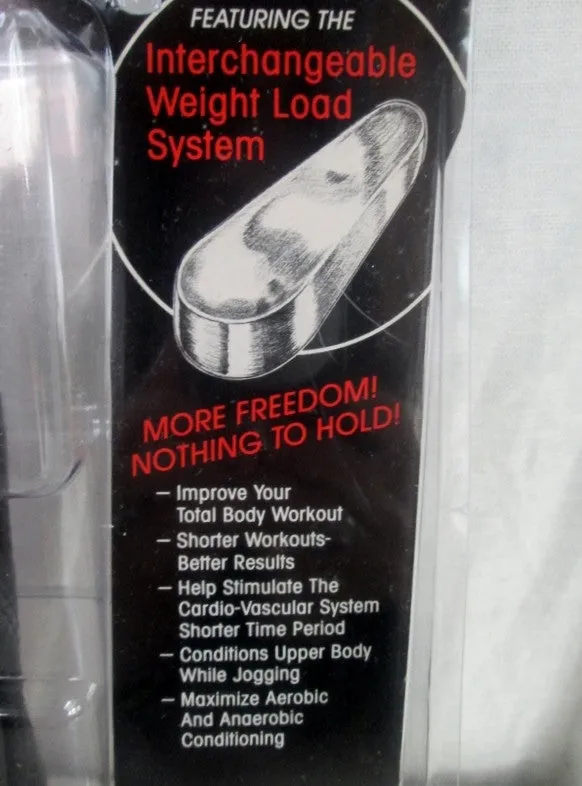 FEATURING THE
Interchangeable
Weight Load
System
MORE FREEDOM!
NOTHING TO HOLD!
– Improve Your
Total Body Workout
– Shorter Workouts-
Better Results
– Help Stimulate The
Cardio-Vascular System
Shorter Time Period
– Conditions Upper Body
While Jogging
– Maximize Aerobic
And Anaerobic
Conditioning